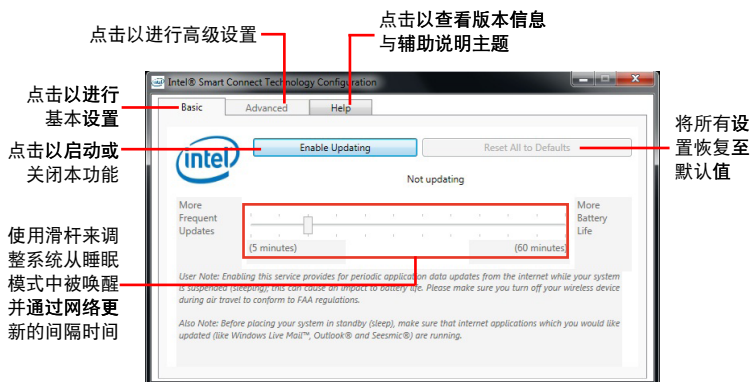 点击以进行高级设置
点击以查看版本信息
与辅助说明主题
Intel® Smart Connect Technology Configuration
点击以进行
基本设置
Basic
Advanced
Help
点击以启动或
关闭本功能
intel
Enable Updating
Reset All to Defaults
将所有设
置恢复至
默认值
Not updating
More
Frequent
Updates
More
Battery
Life
(5 minutes)
(60 minutes)
使用滑杆来调
整系统从睡眠
模式中被唤醒
并通过网络更
新的间隔时间
User Note: Enabling this service provides for periodic application data updates from the internet while your system
is suspended (sleeping); this can cause an impact to battery life. Please make sure you turn off your wireless device
during air travel to conform to FAA regulations.
Also Note: Before placing your system in standby (sleep), make sure that internet applications which you would like
updated (like Windows Live Mail™, Outlook® and Seesmic®) are running.